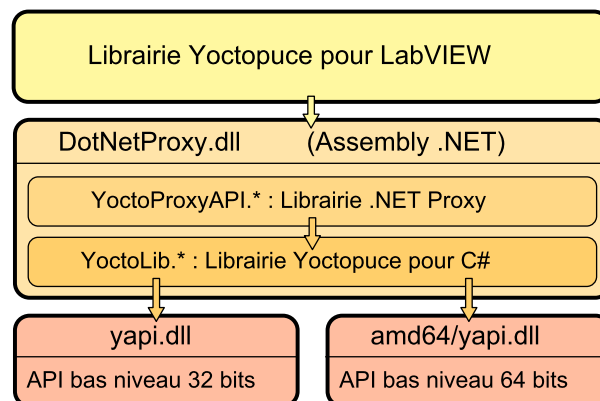 Librairie Yoctopuce pour LabVIEW
DotNetProxy.dll (Assembly .NET)
YoctoProxyAPI.* : Librairie .NET Proxy
YoctoLib.* : Librairie Yoctopuce pour C#
yapi.dll
API bas niveau 32 bits
amd64/yapi.dll
API bas niveau 64 bits